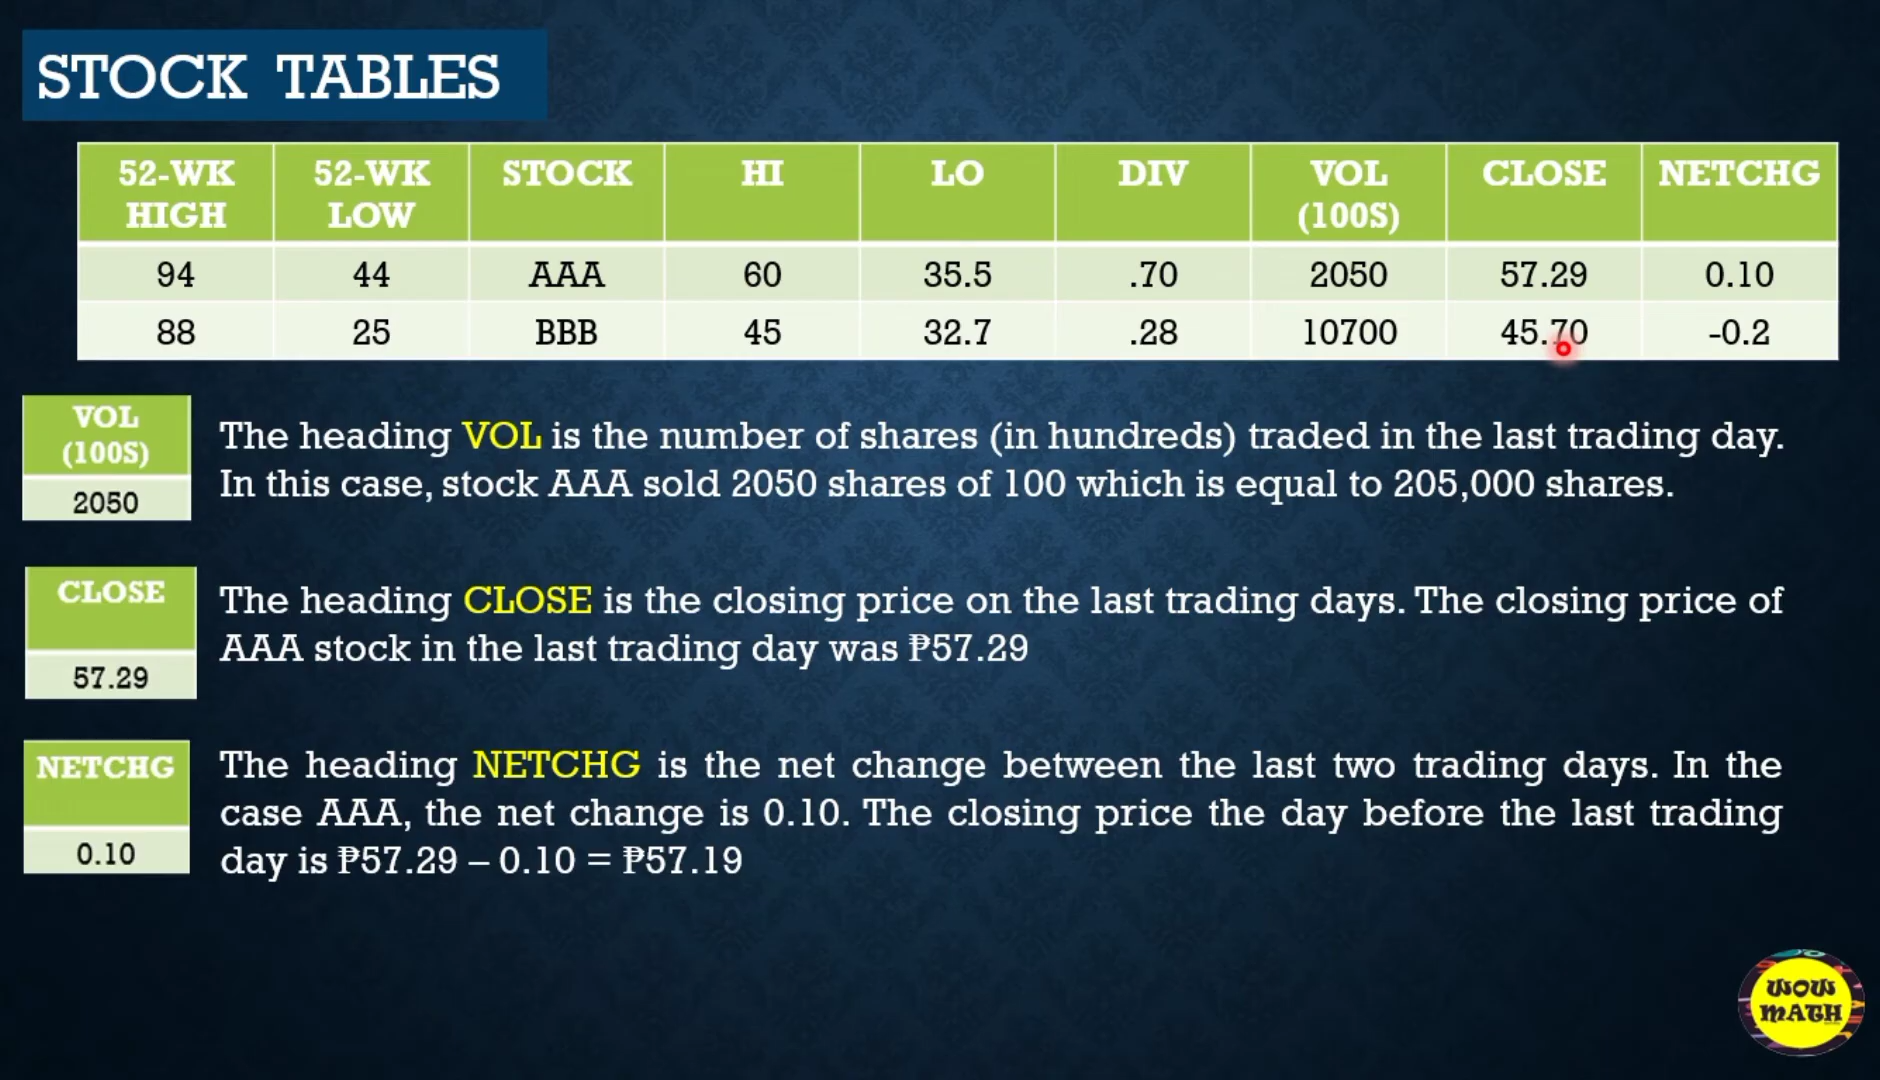 STOCK TABLES
52-WK HIGH 52-WK LOW STOCK HI LO DIV VOL (100S) CLOSE NETCHG
94 44 AAA 60 35.5 .70 2050 57.29 0.10
88 25 BBB 45 32.7 .28 10700 45.70 -0.2
VOL
(100S)
2050
The heading VOL is the number of shares (in hundreds) traded in the last trading day.
In this case, stock AAA sold 2050 shares of 100 which is equal to 205,000 shares.
CLOSE
57.29
The heading CLOSE is the closing price on the last trading days. The closing price of
AAA stock in the last trading day was ₱57.29
NETCHG
0.10
The heading NETCHG is the net change between the last two trading days. In the
case AAA, the net change is 0.10. The closing price the day before the last trading
day is ₱57.29 – 0.10 = ₱57.19
WOW
MATH